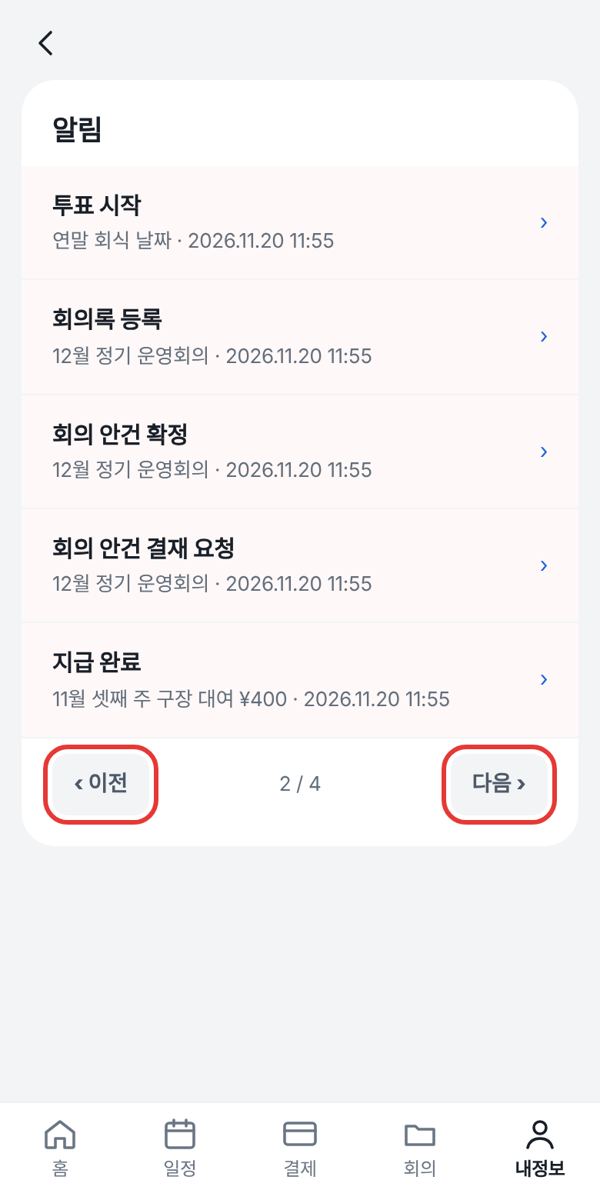 알림
투표 시작
연말 회식 날짜 · 2026.11.20 11:55
›
회의록 등록
12월 정기 운영회의 · 2026.11.20 11:55
›
회의 안건 확정
12월 정기 운영회의 · 2026.11.20 11:55
›
회의 안건 결재 요청
12월 정기 운영회의 · 2026.11.20 11:55
›
지급 완료
11월 셋째 주 구장 대여 ¥400 · 2026.11.20 11:55
›
‹ 이전 2 / 4 다음 ›
홈 일정 결제 회의 내정보